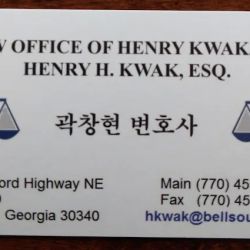 OFFICE OF HENRY KWAK,
HENRY H. KWAK, ESQ.
곽창현 변호사
ord Highway NE
Main (770) 45
Fax (770) 45
Georgia 30340
hkwak@bellsou